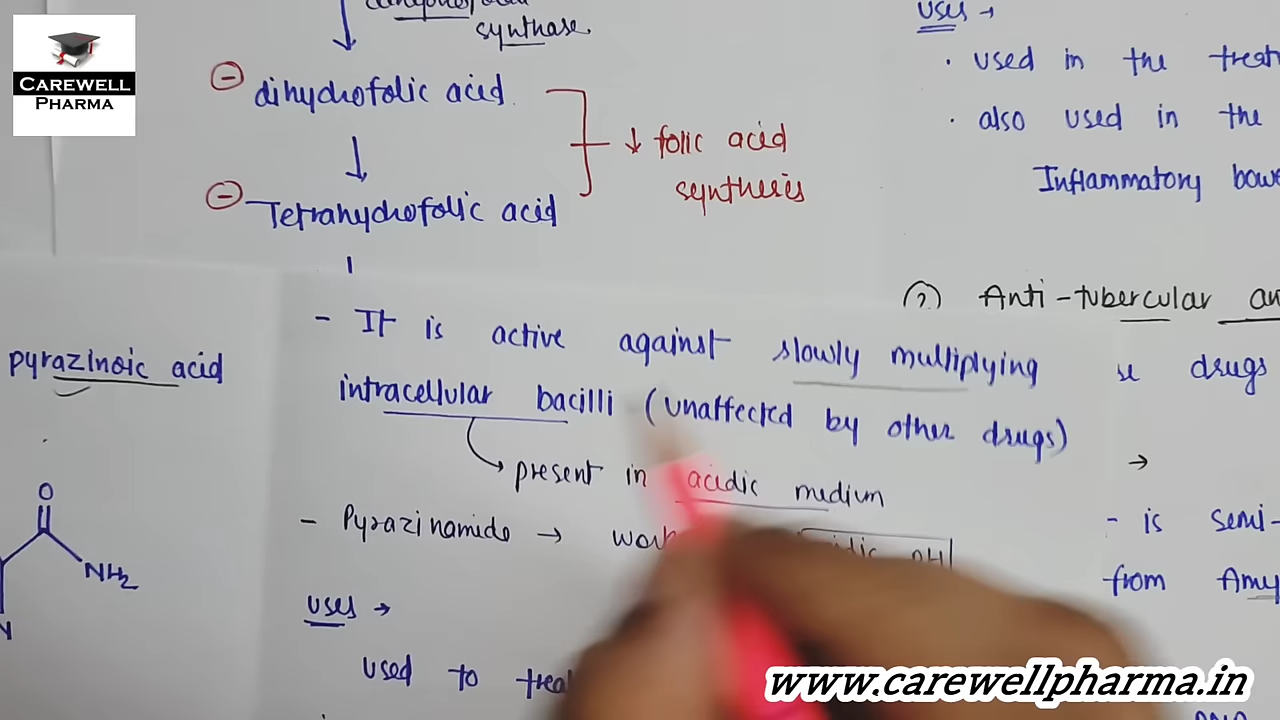 CAREWELL
PHARMA
synthase.
⊖ dihydrofolic acid
↓ folic acid
synthesis
⊖ Tetrahydrofolic acid
uses →
· used in the
· also used in the
Inflammatory
② Anti-tubercular
pyrazinoic acid
- It is active against slowly multiplying
intracellular bacilli (unaffected by other drugs)
→ present in acidic medium
- Pyrazinamide →
O
NH2
N
uses →
used to
drugs
→
- is semi-
from
www.carewellpharma.in